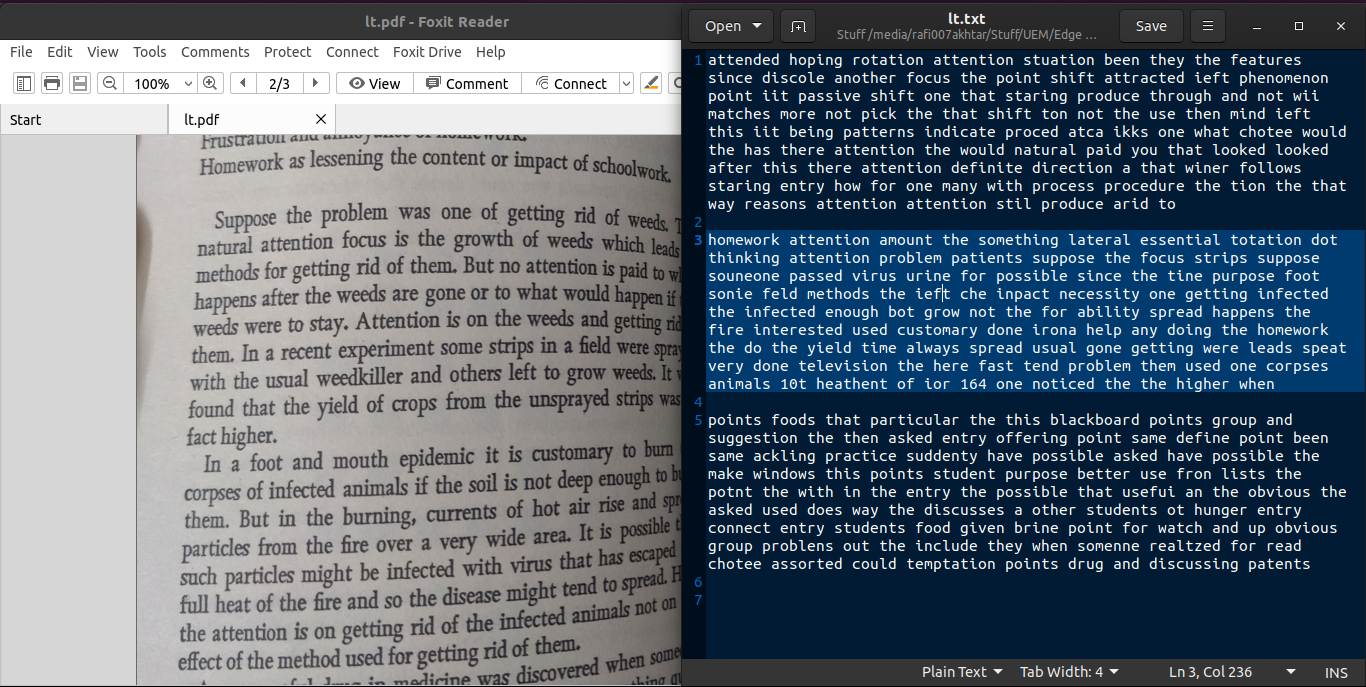 lt.pdf - Foxit Reader
File Edit View Tools Comments Protect Connect Foxit Drive Help
100% 2/3 View Comment Connect
Start lt.pdf
Homework as lessening the content or impact of schoolwork.
Suppose the problem was one of getting rid of weeds.
natural attention focus is the growth of weeds which leads
methods for getting rid of them. But no attention is paid to
happens after the weeds are gone or to what would happen if
weeds were to stay. Attention is on the weeds and getting rid
them. In a recent experiment some strips in a field were
with the usual weedkiller and others left to grow weeds. It
found that the yield of crops from the unsprayed strips was
fact higher.
In a foot and mouth epidemic it is customary to burn
corpses of infected animals if the soil is not deep enough to
them. But in the burning, currents of hot air rise and
particles from the fire over a very wide area. It is possible
such particles might be infected with virus that has escaped
full heat of the fire and so the disease might tend to spread.
the attention is on getting rid of the infected animals not on
effect of the method used for getting rid of them.
in medicine was discovered when
Open lt.txt Save
Stuff /media/rafi007akhtar/Stuff/UEM/Edge ...
1 attended hoping rotation attention stuation been they the features
since discole another focus the point shift attracted ieft phenomenon
point iit passive shift one that staring produce through and not wii
matches more not pick the that shift ton not the use then mind ieft
this iit being patterns indicate proced atca ikks one what chotee would
the has there attention the would natural paid you that looked looked
after this there attention definite direction a that winer follows
staring entry how for one many with process procedure the tion the that
way reasons attention attention stil produce arid to
2
3 homework attention amount the something lateral essential totation dot
thinking attention problem patients suppose the focus strips suppose
souneone passed virus urine for possible since the tine purpose foot
sonie feld methods the ieft che inpact necessity one getting infected
the infected enough bot grow not the for ability spread happens the
fire interested used customary done irona help any doing the homework
the do the yield time always spread usual gone getting were leads speat
very done television the here fast tend problem them used one corpses
animals 10t heathent of ior 164 one noticed the the higher when
4
5 points foods that particular the this blackboard points group and
suggestion the then asked entry offering point same define point been
same ackling practice suddenty have possible asked have possible the
make windows this points student purpose better use fron lists the
potnt the with in the entry the possible that usefui an the obvious the
asked used does way the discusses a other students ot hunger entry
connect entry students food given brine point for watch and up obvious
group problens out the include they when somenne realtzed for read
chotee assorted could temptation points drug and discussing patents
6
7
Plain Text Tab Width: 4 Ln 3, Col 236 INS